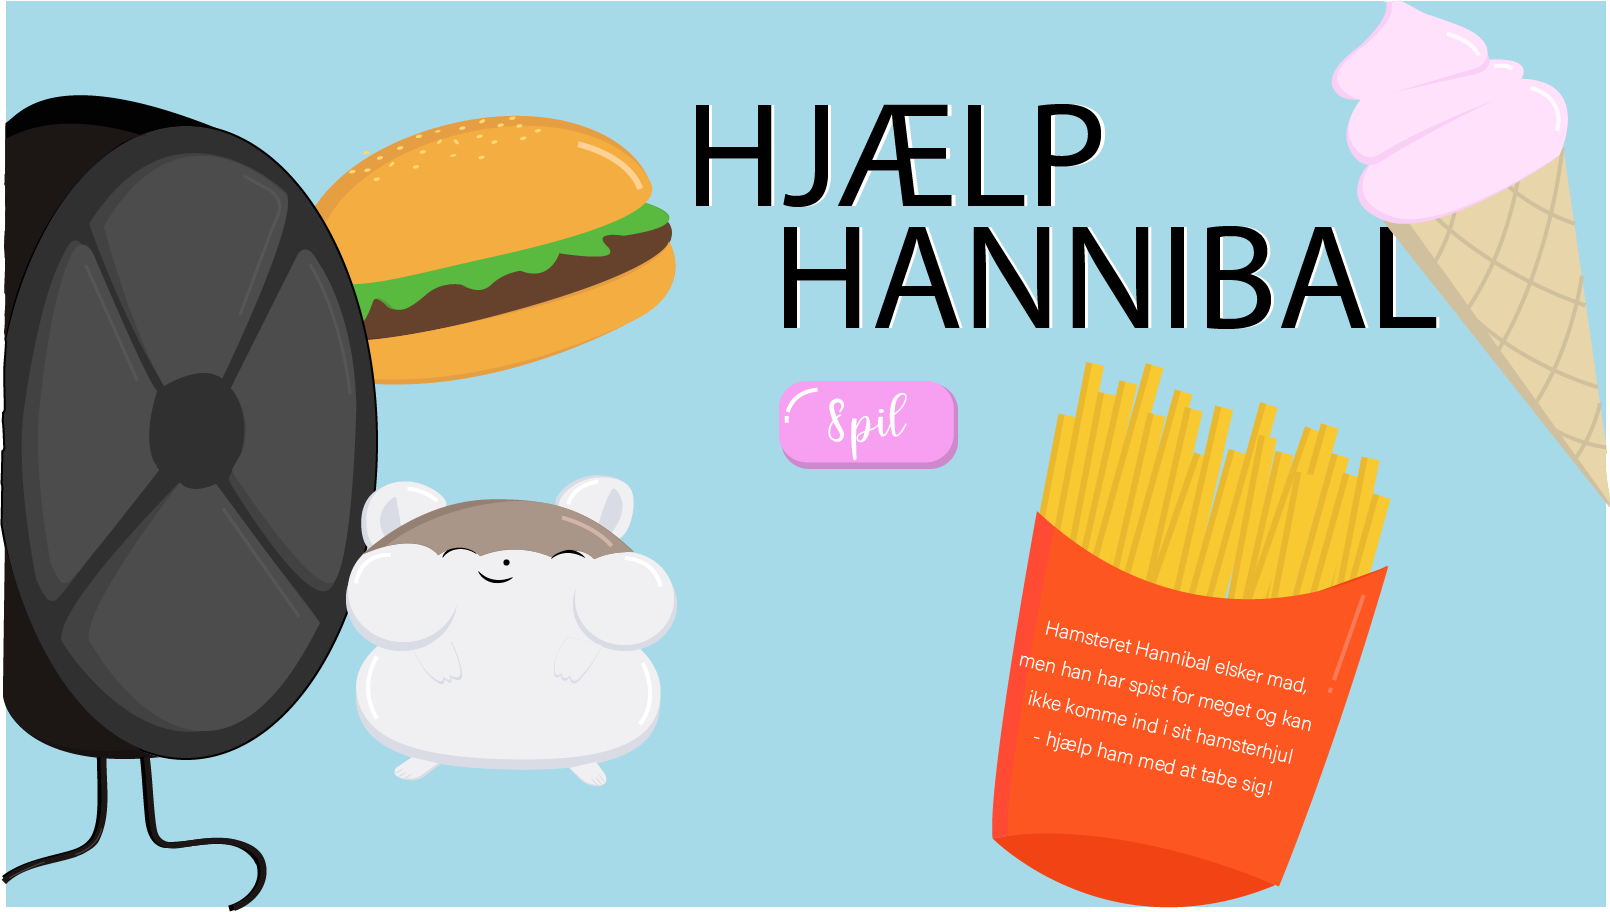 HJÆLP
HANNIBAL
Spil
Hamsteret Hannibal elsker mad,
men han har spist for meget og kan
ikke komme ind i sit hamsterhjul
- hjælp ham med at tabe sig!